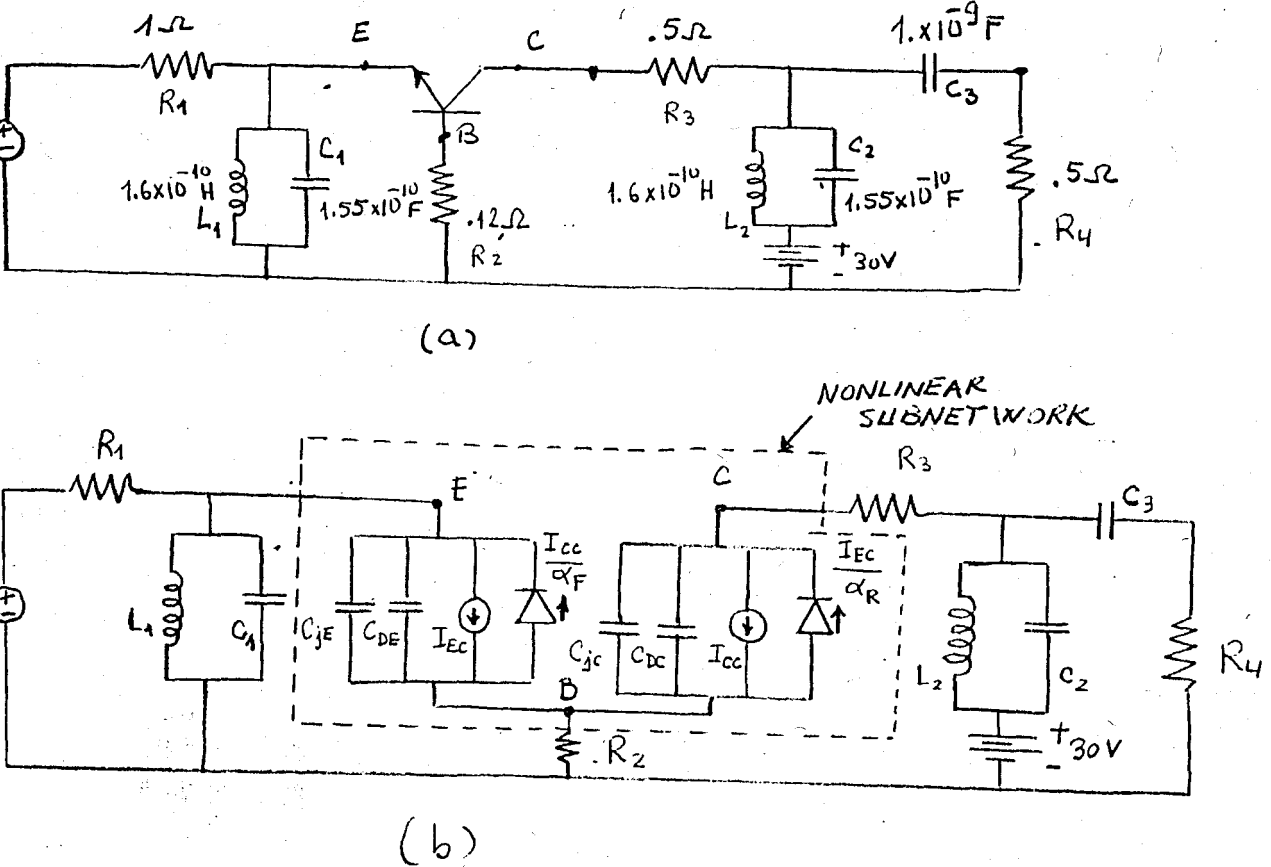 1Ω
E
C
.5Ω
1.x10⁻⁹F
R1
R3
C3
B
C1
C2
1.6x10⁻¹⁰H
L1
1.55x10⁻¹⁰F
.12Ω
R2
1.6x10⁻¹⁰H
L2
1.55x10⁻¹⁰F
.5Ω
R4
+
-
+
30V
-
(a)
NONLINEAR
SUBNETWORK
R1
E
C
R3
C3
Icc
αF
IEC
αR
+
L1
C1
CjE
CDE
IEC
CjC
CDC
Icc
L2
C2
R4
B
R2
+
30V
-
(b)